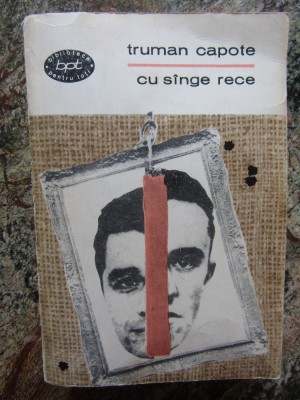 biblioteca
bpt
pentru toți
truman capote
cu sînge rece